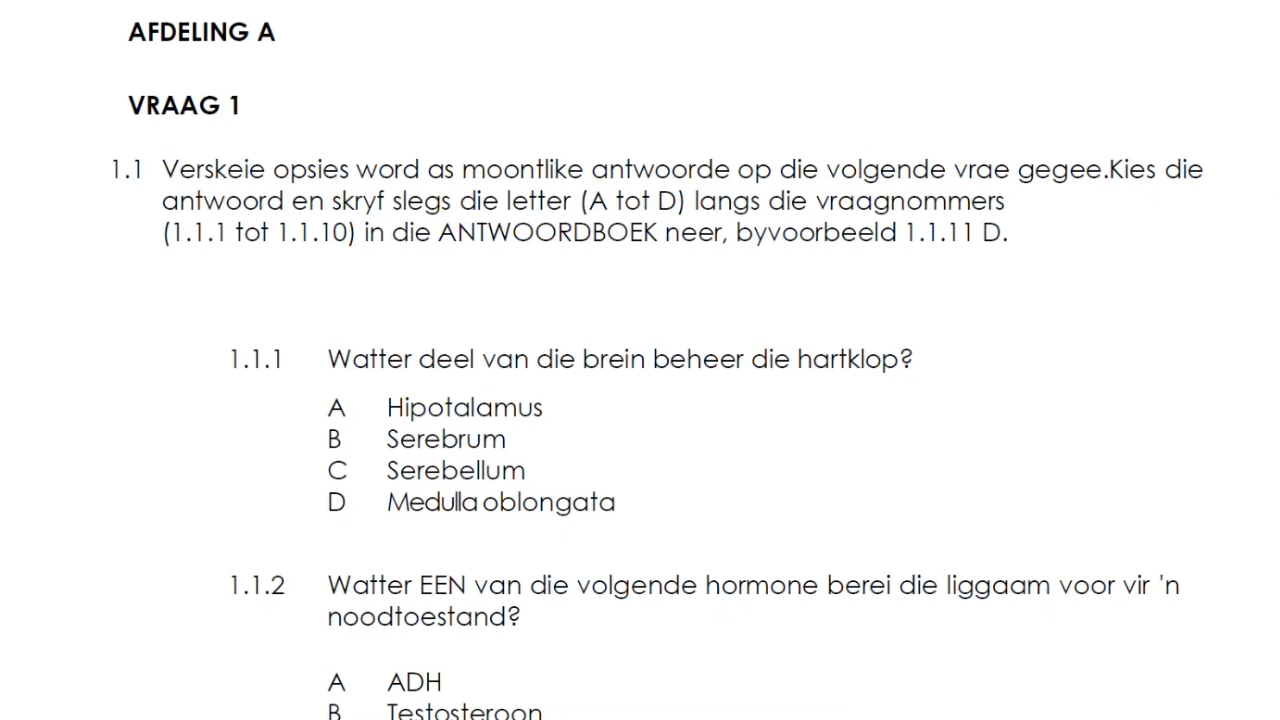 AFDELING A
VRAAG 1
1.1 Verskeie opsies word as moontlike antwoorde op die volgende vrae gegee.Kies die
antwoord en skryf slegs die letter (A tot D) langs die vraagnommers
(1.1.1 tot 1.1.10) in die ANTWOORDBOEK neer, byvoorbeeld 1.1.11 D.
1.1.1 Watter deel van die brein beheer die hartklop?
A Hipotalamus
B Serebrum
C Serebellum
D Medulla oblongata
1.1.2 Watter EEN van die volgende hormone berei die liggaam voor vir 'n
noodtoestand?
A ADH
B Testosteroon